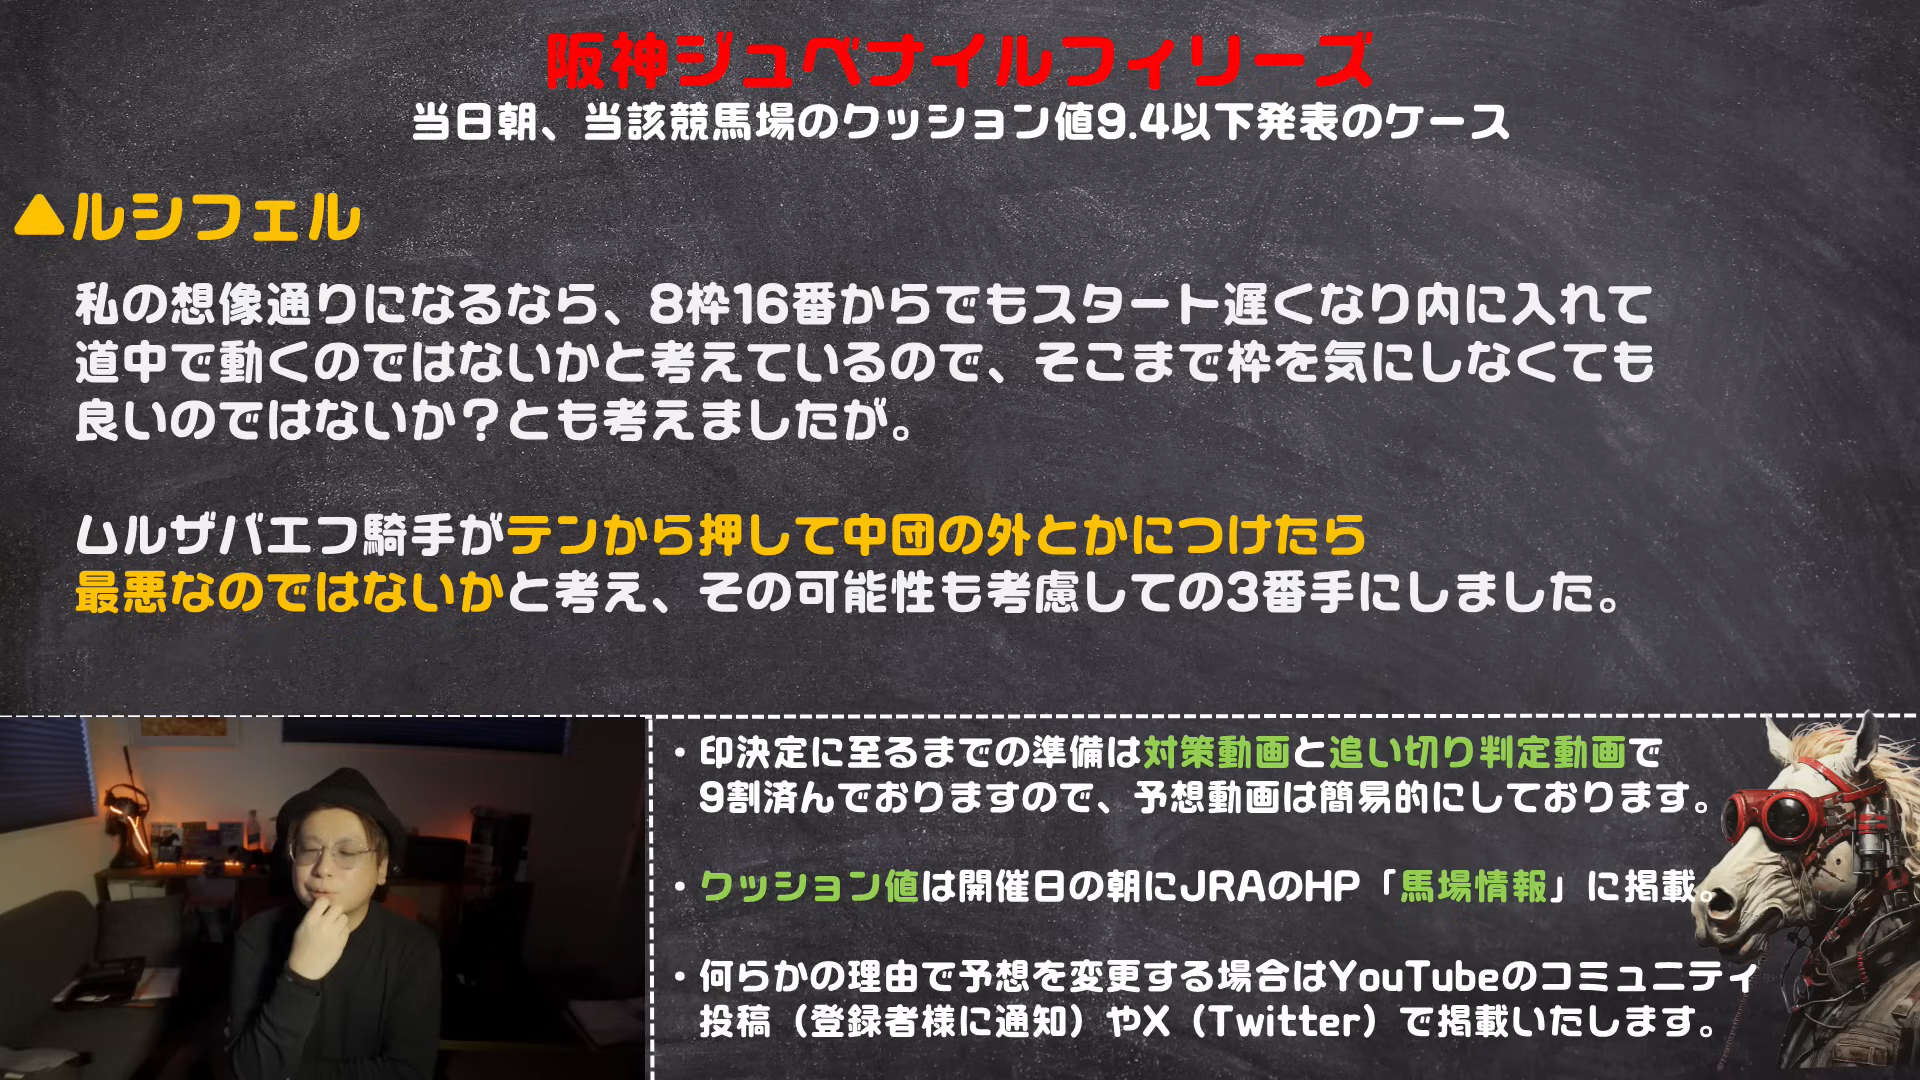 阪神ジュベナイルフィリーズ
当日朝、当該競馬場のクッション値9.4以下発表のケース
▲ルシフェル
私の想像通りになるなら、8枠16番からでもスタート遅くなり内に入れて
道中で動くのではないかと考えているので、そこまで枠を気にしなくても
良いのではないか？とも考えましたが。
ムルザバエフ騎手がテンから押して中団の外とかにつけたら
最悪なのではないかと考え、その可能性も考慮しての3番手にしました。
・印決定に至るまでの準備は対策動画と追い切り判定動画で
9割済んでおりますので、予想動画は簡易的にしております。
・クッション値は開催日の朝にJRAのHP「馬場情報」に掲載。
・何らかの理由で予想を変更する場合はYouTubeのコミュニティ
投稿（登録者様に通知）やX（Twitter）で掲載いたします。